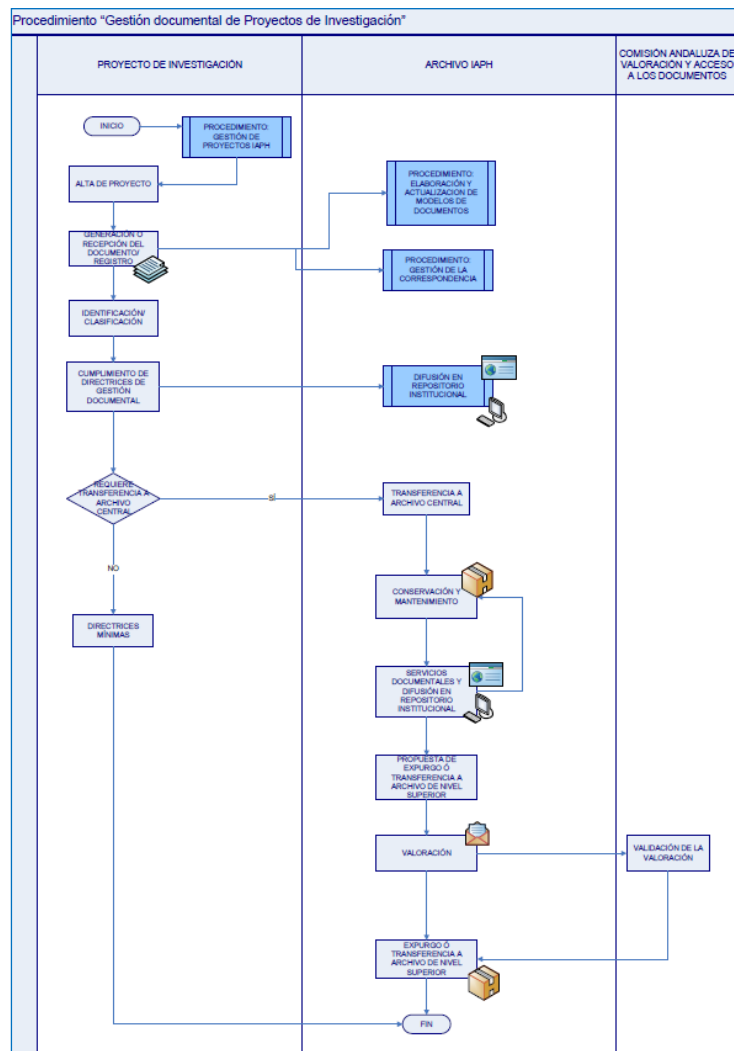 Procedimiento “Gestión documental de Proyectos de Investigación”
PROYECTO DE INVESTIGACIÓN
ARCHIVO IAPH
COMISIÓN ANDALUZA DE
VALORACIÓN Y ACCESO
A LOS DOCUMENTOS
INICIO
PROCEDIMIENTO:
GESTIÓN DE
PROYECTOS IAPH
ALTA DE PROYECTO
PROCEDIMIENTO:
ELABORACIÓN Y
ACTUALIZACION DE
MODELOS DE
DOCUMENTOS
GENERACIÓN O
RECEPCIÓN DEL
DOCUMENTO/
REGISTRO
PROCEDIMIENTO:
GESTIÓN DE LA
CORRESPONDENCIA
IDENTIFICACIÓN/
CLASIFICACIÓN
CUMPLIMIENTO DE
DIRECTRICES DE
GESTIÓN
DOCUMENTAL
DIFUSIÓN EN
REPOSITORIO
INSTITUCIONAL
REQUIERE
TRANSFERENCIA A
ARCHIVO
CENTRAL
SÍ
TRANSFERENCIA A
ARCHIVO CENTRAL
NO
CONSERVACIÓN Y
MANTENIMIENTO
DIRECTRICES
MÍNIMAS
SERVICIOS
DOCUMENTALES Y
DIFUSIÓN EN
REPOSITORIO
INSTITUCIONAL
PROPUESTA DE
EXPURGO Ó
TRANSFERENCIA A
ARCHIVO DE NIVEL
SUPERIOR
VALORACIÓN
VALIDACIÓN DE LA
VALORACIÓN
EXPURGO Ó
TRANSFERENCIA A
ARCHIVO DE NIVEL
SUPERIOR
FIN